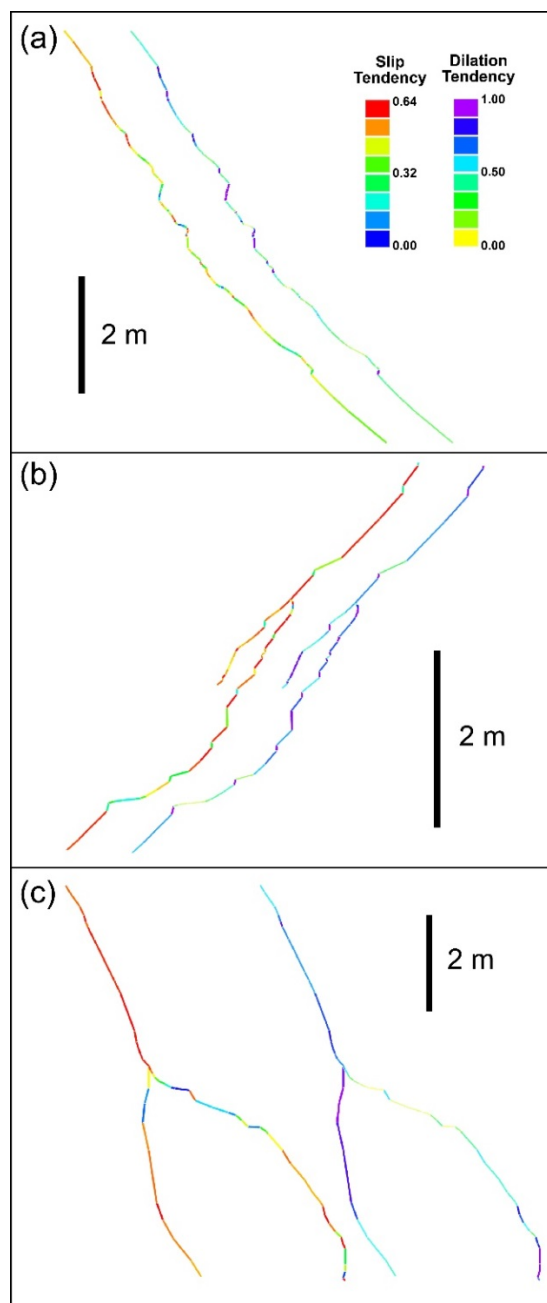 (a)
Slip Tendency
Dilation Tendency
0.64
1.00
0.32
0.50
0.00
0.00
2 m
(b)
2 m
(c)
2 m